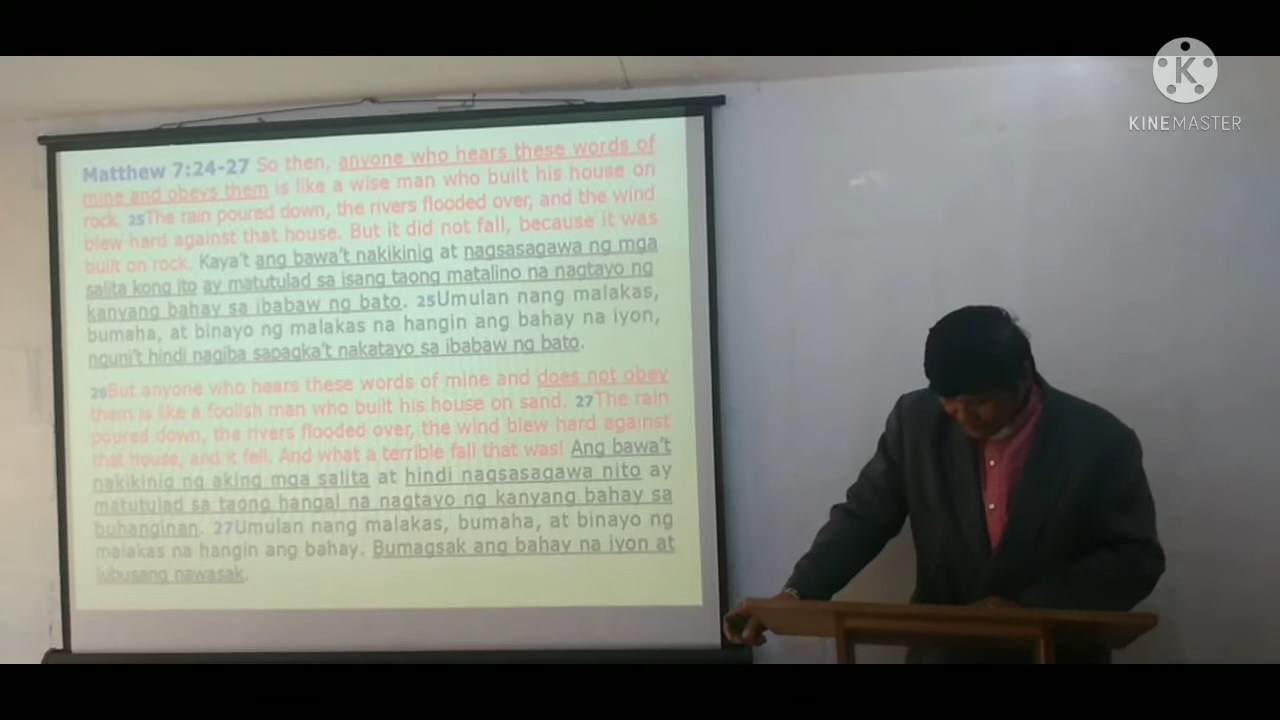 Matthew 7:24-27 So then, anyone who hears these words of
mine and obeys them is like a wise man who built his house on
rock. 25The rain poured down, the rivers flooded over, and the wind
blew hard against that house. But it did not fall, because it was
built on rock. Kaya't ang bawa't nakikinig at nagsasagawa ng mga
salita kong ito ay matutulad sa isang taong matalino na nagtayo ng
kanyang bahay sa ibabaw ng bato. 25Umulan nang malakas,
bumaha, at binayo ng malakas na hangin ang bahay na iyon,
nguni't hindi nagiba sapagka't nakatayo sa ibabaw ng bato.
26But anyone who hears these words of mine and does not obey
them is like a foolish man who built his house on sand. 27The rain
poured down, the rivers flooded over, the wind blew hard against
that house, and it fell. And what a terrible fall that was! Ang bawa't
nakikinig ng aking mga salita at hindi nagsasagawa nito ay
matutulad sa taong hangal na nagtayo ng kanyang bahay sa
buhanginan. 27Umulan nang malakas, bumaha, at binayo ng
malakas na hangin ang bahay. Bumagsak ang bahay na iyon at
lubusang nawasak.
K
KINEMASTER